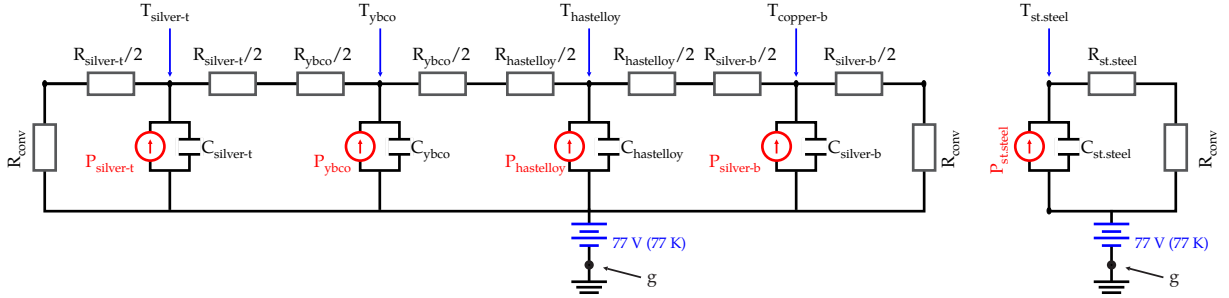 T_silver-t
T_ybco
T_hastelloy
T_copper-b
T_st.steel
R_silver-t/2
R_silver-t/2
R_ybco/2
R_ybco/2
R_hastelloy/2
R_hastelloy/2
R_silver-b/2
R_silver-b/2
R_st.steel
R_conv
P_silver-t
C_silver-t
P_ybco
C_ybco
P_hastelloy
C_hastelloy
P_silver-b
C_silver-b
R_conv
P_st.steel
C_st.steel
R_conv
77 V (77 K)
77 V (77 K)
g
g